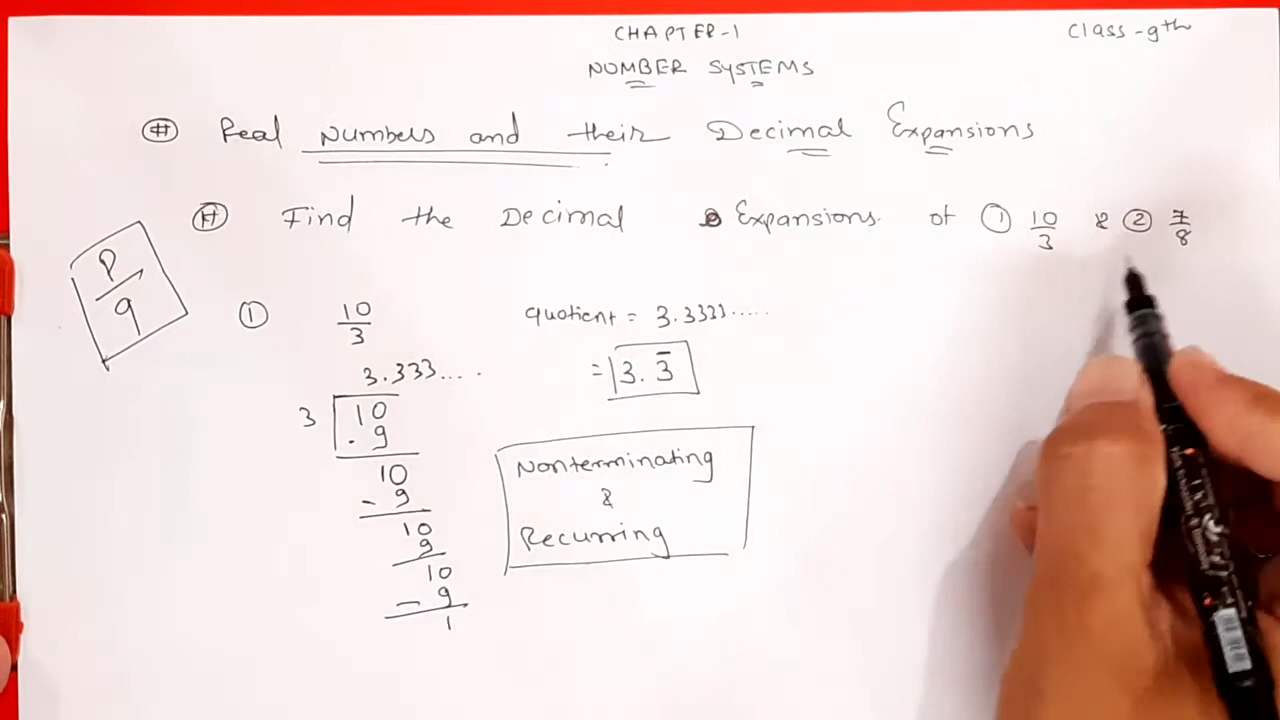 CHAPTER-1
Class-9th
NUMBER SYSTEMS
# Real Numbers and their Decimal Expansions
# Find the Decimal Expansions. of ① 10/3 & ② 7/8
P/q
① 10/3
quotient = 3.3333.....
3.333....
= 3.3̅
3 10
. 9
10
- 9
10
9
10
- 9
1
Nonterminating
&
Recurring